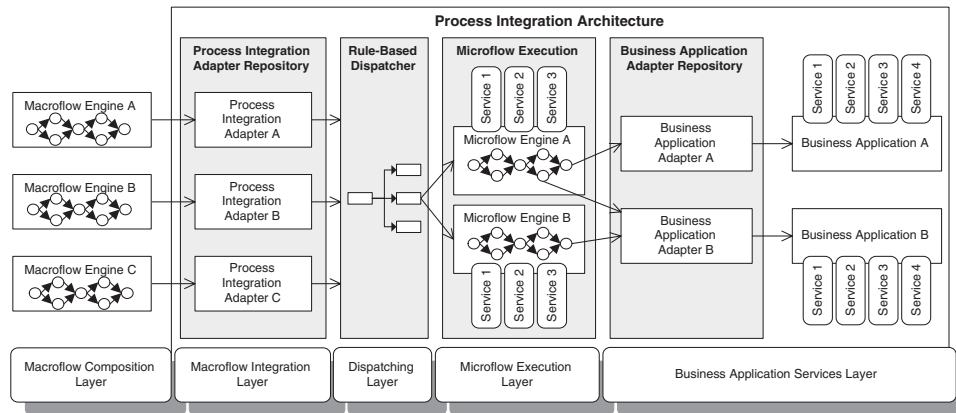 Process Integration Architecture
Process Integration
Adapter Repository
Rule-Based
Dispatcher
Microflow Execution
Business Application
Adapter Repository
Macroflow Engine A
Macroflow Engine B
Macroflow Engine C
Process
Integration
Adapter A
Process
Integration
Adapter B
Process
Integration
Adapter C
Service 1
Service 2
Service 3
Microflow Engine A
Microflow Engine B
Service 1
Service 2
Service 3
Business
Application
Adapter A
Business
Application
Adapter B
Service 1
Service 2
Service 3
Service 4
Business Application A
Business Application B
Service 1
Service 2
Service 3
Service 4
Macroflow Composition
Layer
Macroflow Integration
Layer
Dispatching
Layer
Microflow Execution
Layer
Business Application Services Layer